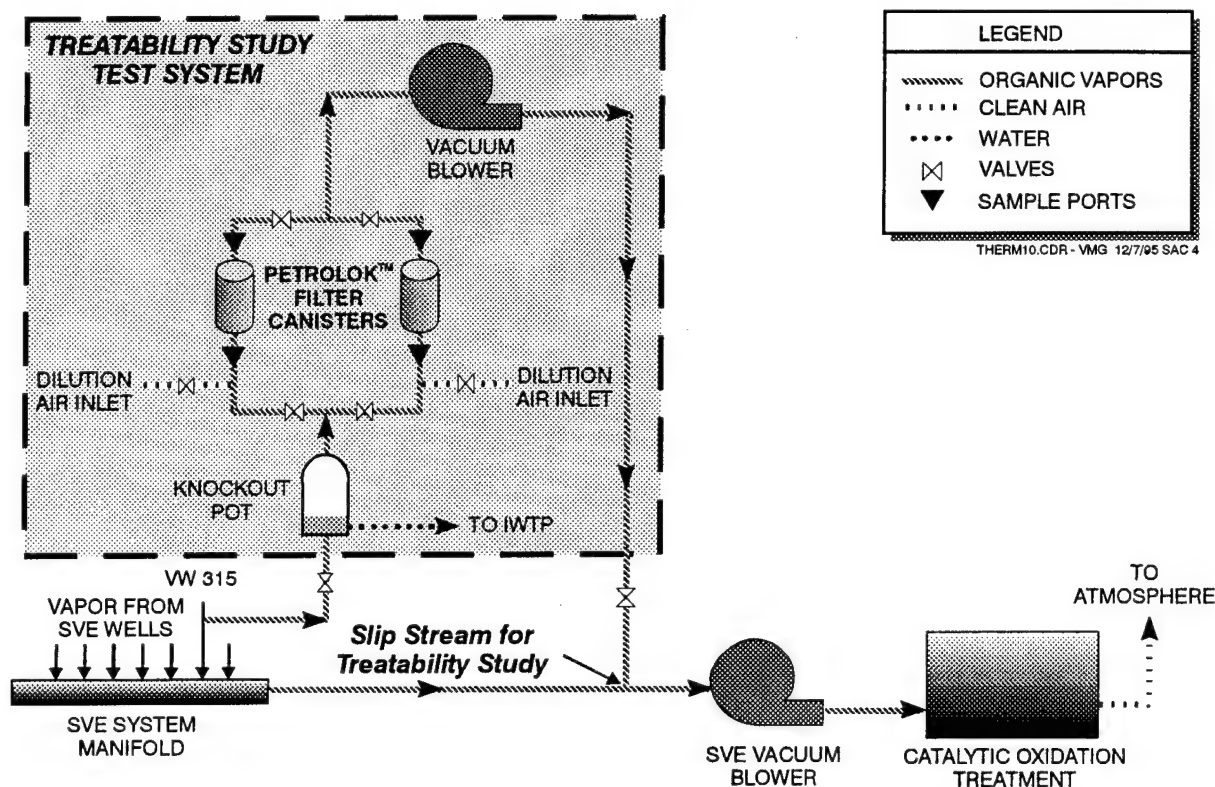 TREATABILITY STUDY
TEST SYSTEM
VACUUM
BLOWER
PETROLOK™
FILTER
CANISTERS
DILUTION
AIR INLET
DILUTION
AIR INLET
KNOCKOUT
POT
TO IWTP
LEGEND
ORGANIC VAPORS
CLEAN AIR
WATER
VALVES
SAMPLE PORTS
THERM10.CDR - VMG 12/7/95 SAC 4
VW 315
VAPOR FROM
SVE WELLS
Slip Stream for
Treatability Study
SVE SYSTEM
MANIFOLD
SVE VACUUM
BLOWER
TO
ATMOSPHERE
CATALYTIC OXIDATION
TREATMENT